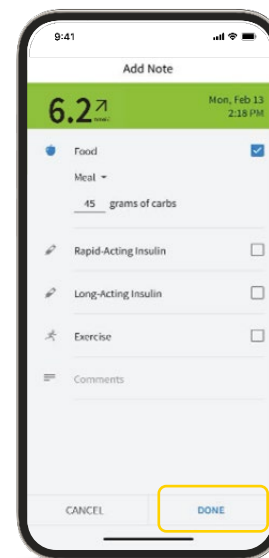 9:41
Add Note
6.2
Mon, Feb 13
2:18 PM
Food
Meal
45 grams of carbs
Rapid-Acting Insulin
Long-Acting Insulin
Exercise
Comments
CANCEL DONE